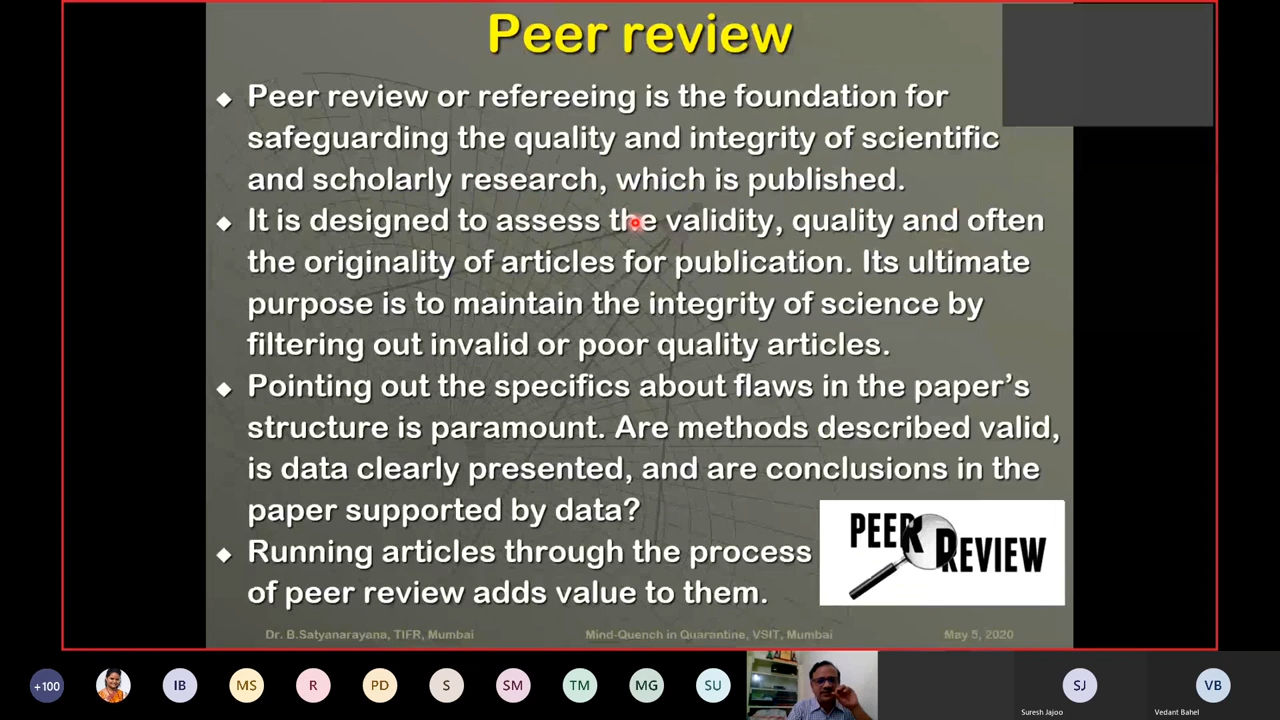 Peer review
Peer review or refereeing is the foundation for
safeguarding the quality and integrity of scientific
and scholarly research, which is published.
It is designed to assess the validity, quality and often
the originality of articles for publication. Its ultimate
purpose is to maintain the integrity of science by
filtering out invalid or poor quality articles.
Pointing out the specifics about flaws in the paper's
structure is paramount. Are methods described valid,
is data clearly presented, and are conclusions in the
paper supported by data?
Running articles through the process
of peer review adds value to them.
PEER REVIEW
Dr. B.Satyanarayana, TIFR, Mumbai
Mind-Quench in Quarantine, VSIT, Mumbai
May 5, 2020
+100
IB
MS
R
PD
S
SM
TM
MG
SU
SJ
VB
Suresh Jajoo
Vedant Bahel